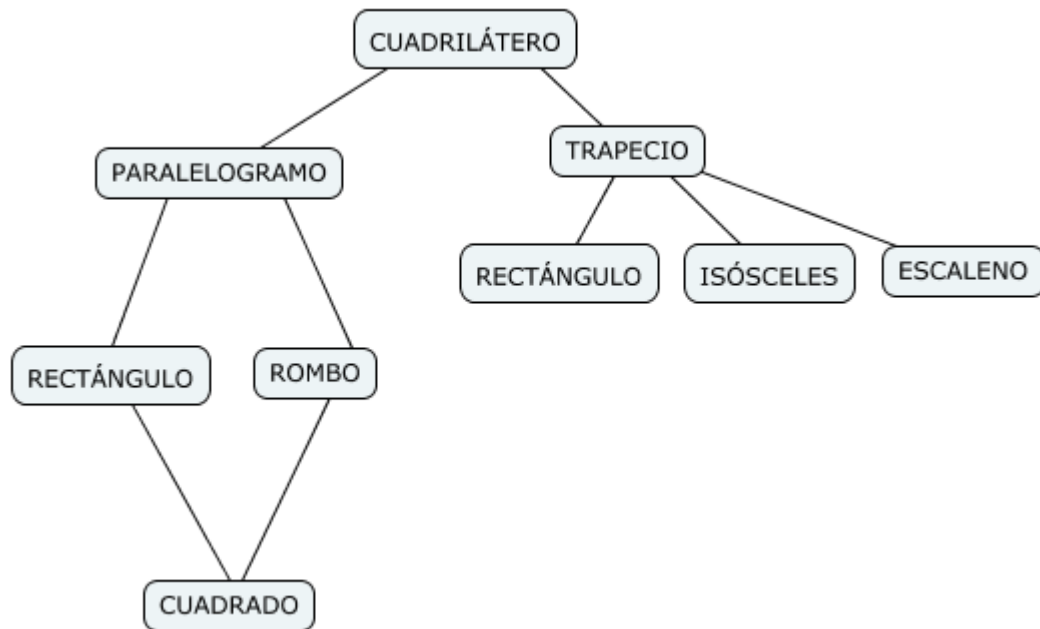 CUADRILÁTERO
PARALELOGRAMO
TRAPECIO
RECTÁNGULO
ISÓSCELES
ESCALENO
RECTÁNGULO
ROMBO
CUADRADO